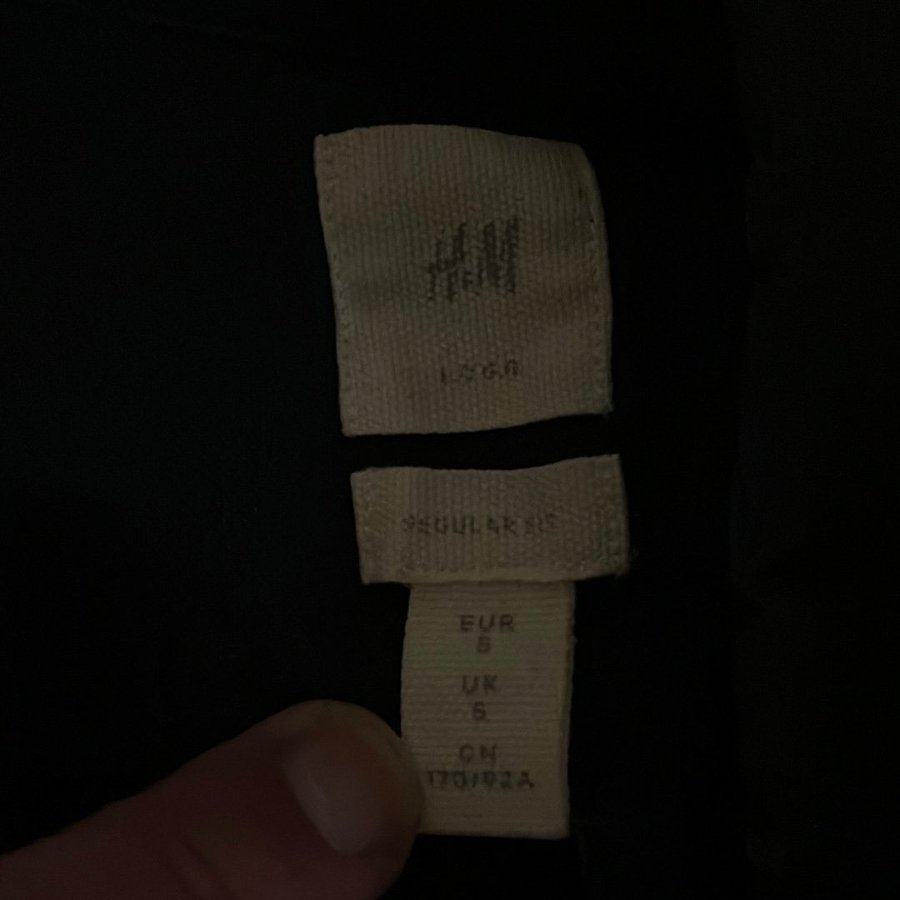 H&M
L.O.G.G
REGULAR FIT
EUR
S
UK
S
CN
170/92A